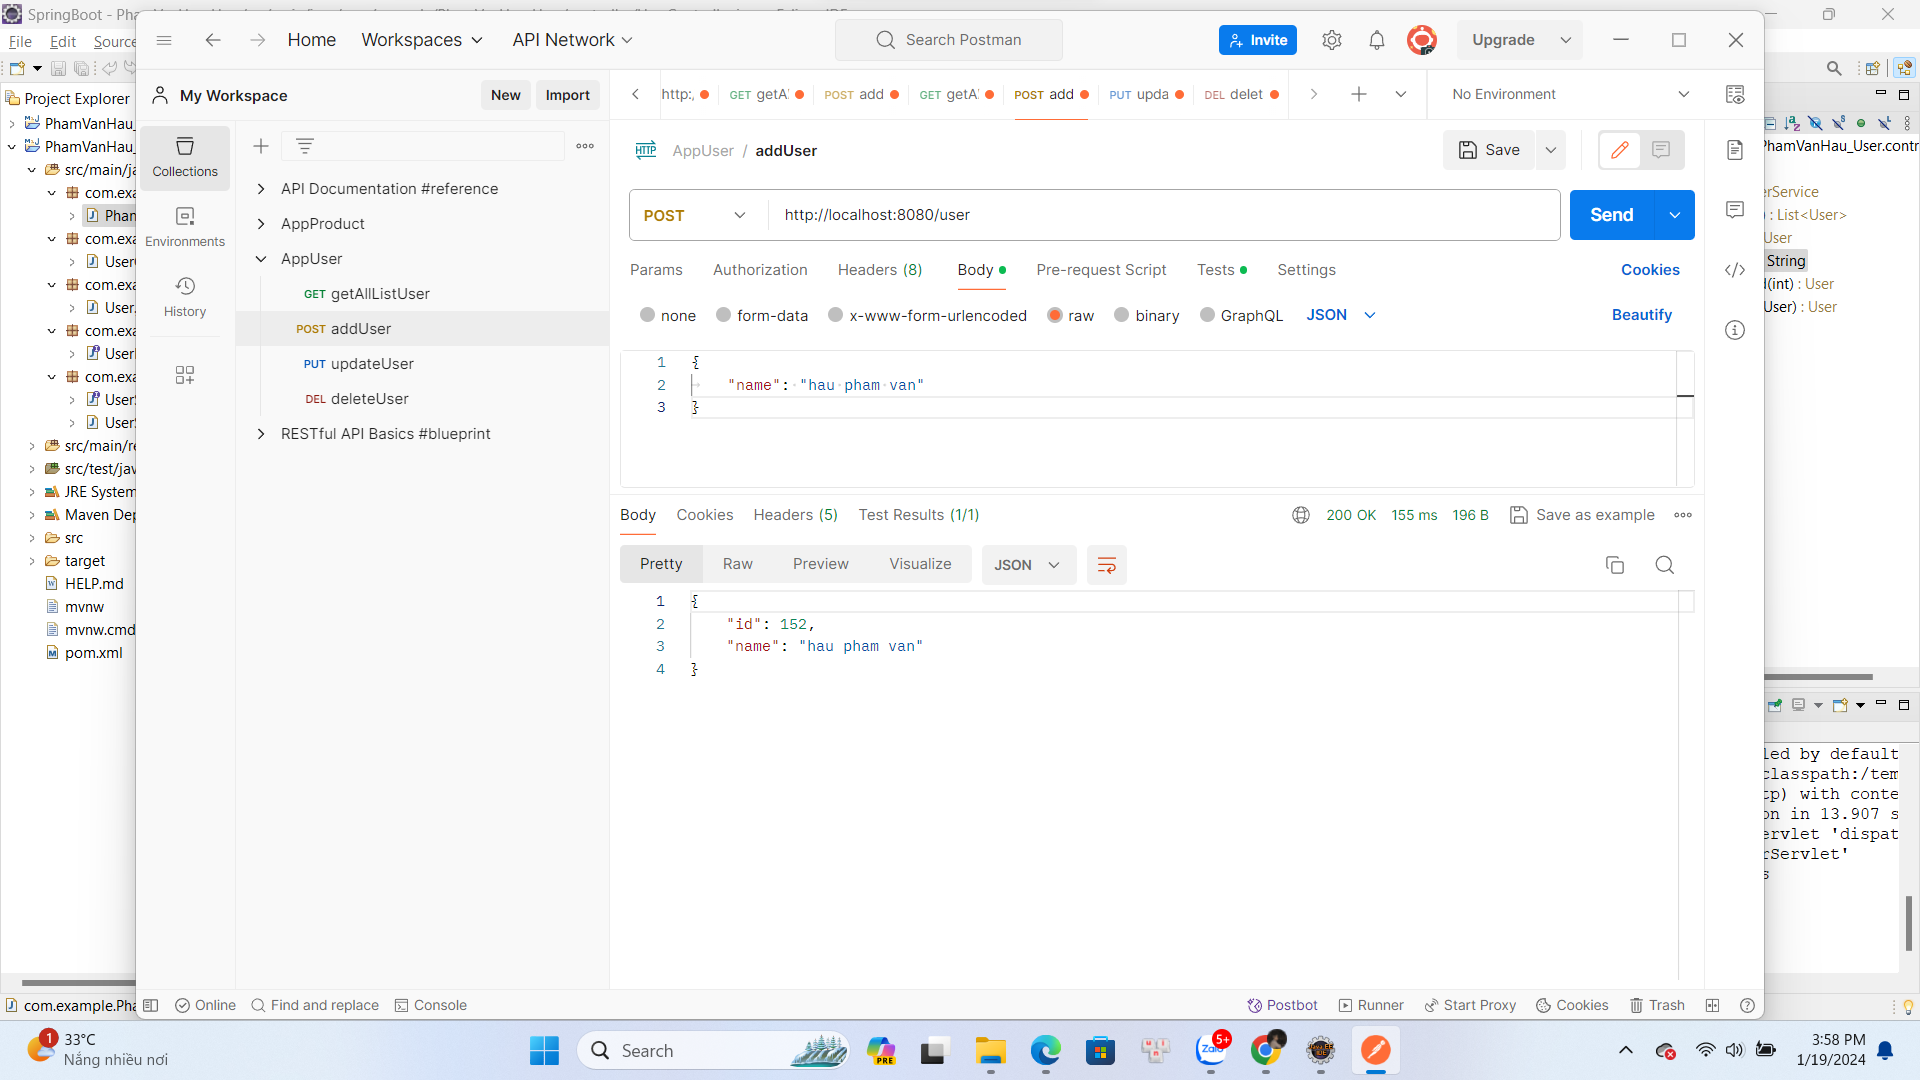 File Edit Source
Home Workspaces API Network Search Postman Invite Upgrade
My Workspace New Import
http:, GET getA POST add GET getA POST add PUT upda DEL delet No Environment
Project Explorer
PhamVanHau_
PhamVanHau_
src/main/ja
com.exa
Pham
com.exa
User
com.exa
User.
com.exa
User
com.exa
User
User
src/main/re
src/test/jav
JRE System
Maven Dep
src
target
HELP.md
mvnw
mvnw.cmd
pom.xml
com.example.Pha
Collections
Environments
History
API Documentation #reference
AppProduct
AppUser
GET getAllListUser
POST addUser
PUT updateUser
DEL deleteUser
RESTful API Basics #blueprint
HTTP AppUser / addUser Save
POST http://localhost:8080/user Send
Params Authorization Headers (8) Body Pre-request Script Tests Settings Cookies
none form-data x-www-form-urlencoded raw binary GraphQL JSON Beautify
1 {
2 "name": "hau pham van"
3 }
Body Cookies Headers (5) Test Results (1/1) 200 OK 155 ms 196 B Save as example
Pretty Raw Preview Visualize JSON
1 {
2 "id": 152,
3 "name": "hau pham van"
4 }
PhamVanHau_User.contr
erService
) : List<User>
User
String
d(int) : User
User) : User
led by default
classpath:/tem
tp) with conte
on in 13.907 s
ervlet 'dispat
rServlet'
s
Online Find and replace Console Postbot Runner Start Proxy Cookies Trash
1 33°C
Nắng nhiều nơi
Search
PRE
Zalo 5+
3:58 PM
1/19/2024